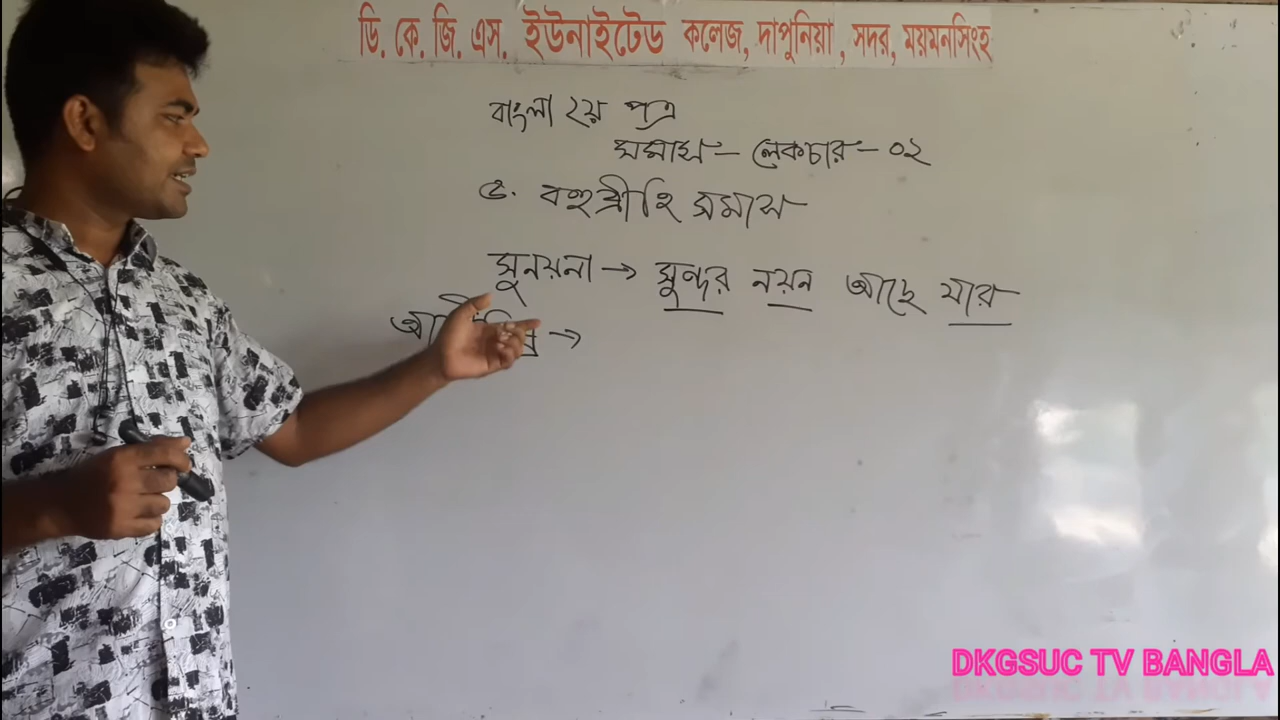 ডি. কে. জি. এস. ইউনাইটেড কলেজ, দাপুনিয়া , সদর, ময়মনসিংহ
বাংলা ২য় পত্র
সমাস – লেকচার – ০২
৫. বহুব্রীহি সমাস
সুনয়না → সুন্দর নয়ন আছে যার
→
DKGSUC TV BANGLA